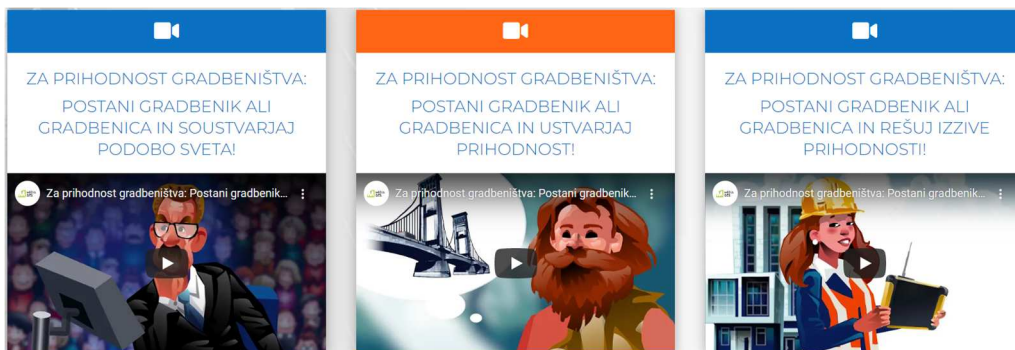 ZA PRIHODNOST GRADBENIŠTVA:
POSTANI GRADBENIK ALI
GRADBENICA IN SOUSTVARJAJ
PODOBO SVETA!
Za prihodnost gradbeništva: Postani gradbenik...
ZA PRIHODNOST GRADBENIŠTVA:
POSTANI GRADBENIK ALI
GRADBENICA IN USTVARJAJ
PRIHODNOST!
Za prihodnost gradbeništva: Postani gradbenik...
ZA PRIHODNOST GRADBENIŠTVA:
POSTANI GRADBENIK ALI
GRADBENICA IN REŠUJ IZZIVE
PRIHODNOSTI!
Za prihodnost gradbeništva: Postani gradbenik...